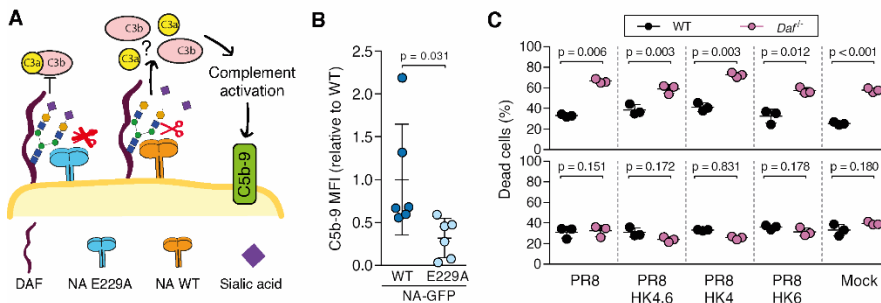 A
C3a
C3b
C3b
C3a
?
C3a
C3b
Complement
activation
C5b-9
DAF
NA E229A
NA WT
Sialic acid
B
C5b-9 MFI (relative to WT)
2.5
2.0
1.5
1.0
0.5
0
p = 0.031
WT
E229A
NA-GFP
C
WT
Daf-/-
Dead cells (%)
100
80
60
40
20
0
p = 0.006
p = 0.003
p = 0.003
p = 0.012
p < 0.001
100
80
60
40
20
0
p = 0.151
p = 0.172
p = 0.831
p = 0.178
p = 0.180
PR8
PR8
HK4,6
PR8
HK4
PR8
HK6
Mock